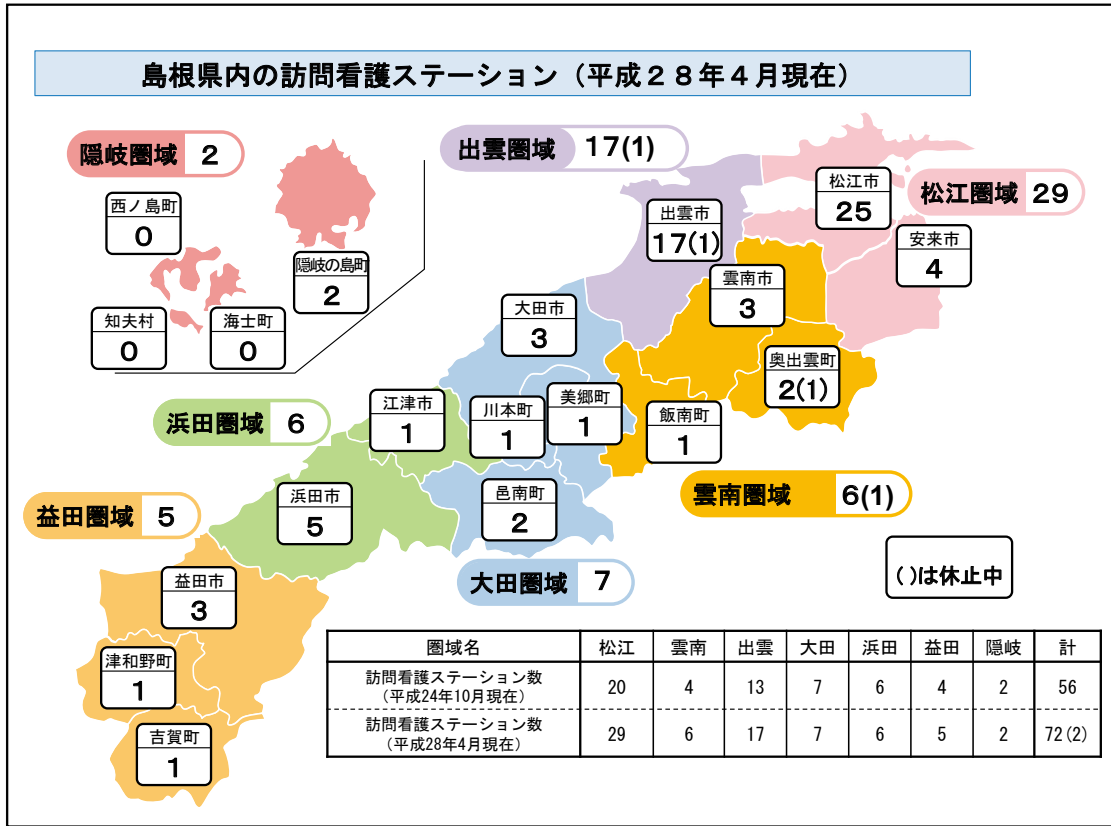 島根県内の訪問看護ステーション（平成２８年４月現在）
隠岐圏域 2
出雲圏域 17(1)
松江圏域 29
西ノ島町
0
隠岐の島町
2
知夫村
0
海士町
0
松江市
25
出雲市
17(1)
安来市
4
雲南市
3
大田市
3
奥出雲町
2(1)
美郷町
1
川本町
1
江津市
1
飯南町
1
浜田圏域 6
雲南圏域 6(1)
浜田市
5
邑南町
2
益田圏域 5
大田圏域 7
( )は休止中
益田市
3
津和野町
1
吉賀町
1
圏域名 松江 雲南 出雲 大田 浜田 益田 隠岐 計
訪問看護ステーション数
(平成24年10月現在) 20 4 13 7 6 4 2 56
訪問看護ステーション数
(平成28年4月現在) 29 6 17 7 6 5 2 72(2)